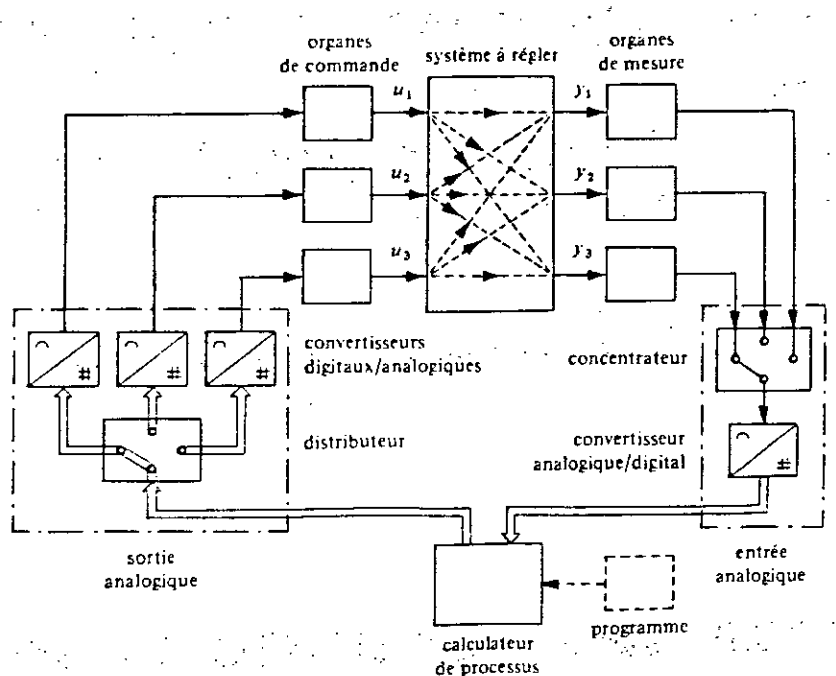 organes
de commande
système à régler
organes
de mesure
u₁
y₁
u₂
y₂
u₃
y₃
convertisseurs
digitaux/analogiques
concentrateur
#
#
#
distributeur
convertisseur
analogique/digital
#
sortie
analogique
entrée
analogique
programme
calculateur
de processus